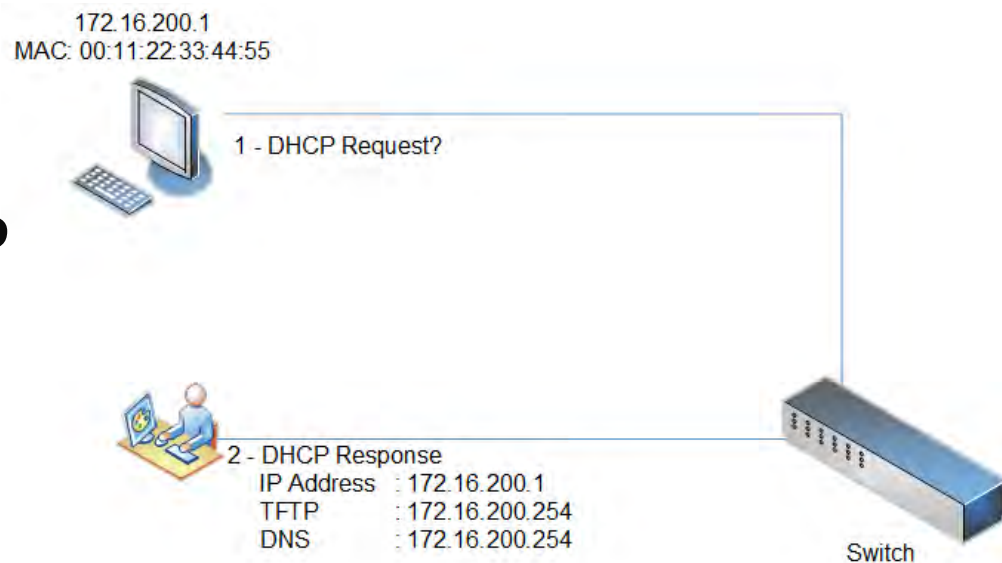 172.16.200.1
MAC: 00:11:22:33:44:55
1 - DHCP Request?
2 - DHCP Response
IP Address : 172.16.200.1
TFTP : 172.16.200.254
DNS : 172.16.200.254
Switch